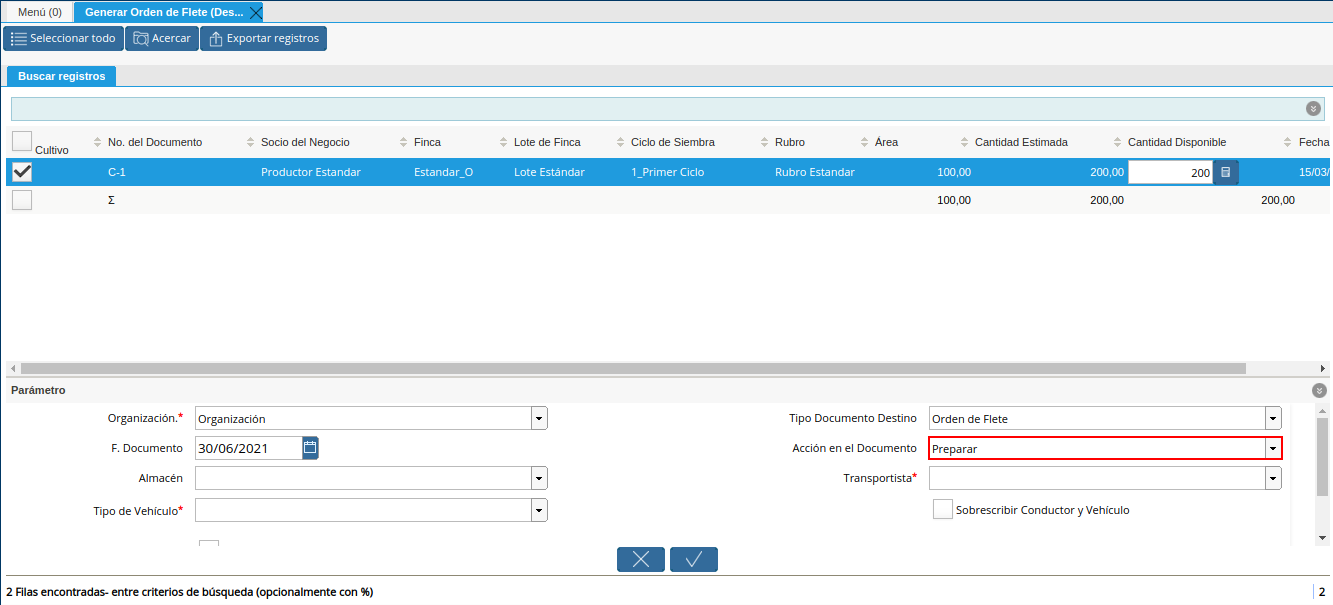 Menú (0) Generar Orden de Flete (Des...
Seleccionar todo Acercar Exportar registros
Buscar registros
Cultivo No. del Documento Socio del Negocio Finca Lote de Finca Ciclo de Siembra Rubro Área Cantidad Estimada Cantidad Disponible Fecha
C-1 Productor Estandar Estandar_O Lote Estándar 1_Primer Ciclo Rubro Estandar 100,00 200,00 200 15/03/
Σ 100,00 200,00 200,00
Parámetro
Organización.* Organización Tipo Documento Destino Orden de Flete
F. Documento 30/06/2021 Acción en el Documento Preparar
Almacén Transportista*
Tipo de Vehículo* Sobrescribir Conductor y Vehículo
2 Filas encontradas- entre criterios de búsqueda (opcionalmente con %) 2